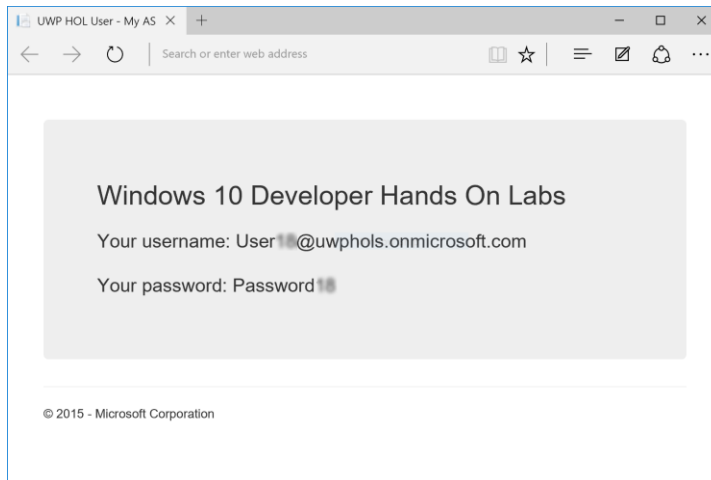 UWP HOL User - My AS
Search or enter web address
Windows 10 Developer Hands On Labs
Your username: User @uwphols.onmicrosoft.com
Your password: Password
© 2015 - Microsoft Corporation